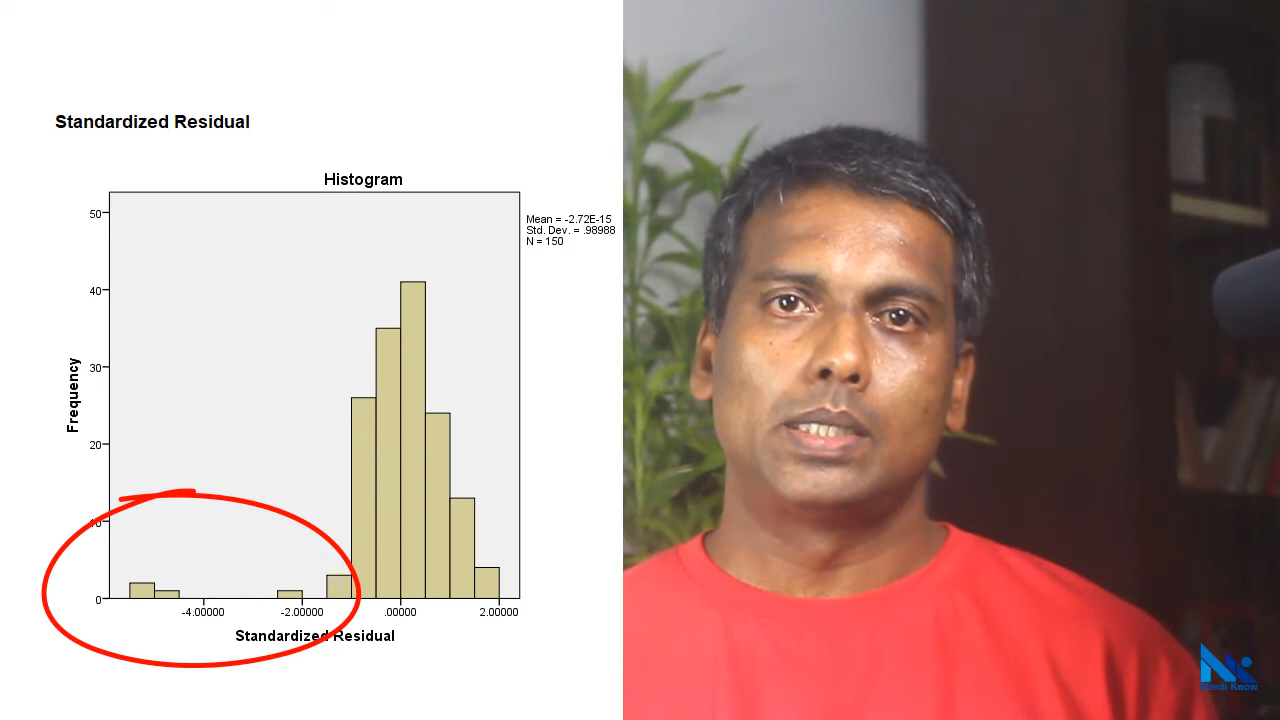 Standardized Residual
Histogram
50
40
30
20
10
0
Frequency
-4.00000
-2.00000
.00000
2.00000
Standardized Residual
Mean = -2.72E-15
Std. Dev. = .98988
N = 150